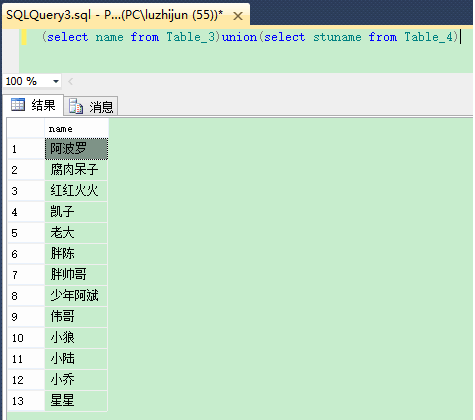 SQLQuery3.sql - P...(PC\luzhijun (55))*
(select name from Table_3)union(select stuname from Table_4)
100 %
结果 消息
name
1 阿波罗
2 腐肉呆子
3 红红火火
4 凯子
5 老大
6 胖陈
7 胖帅哥
8 少年阿斌
9 伟哥
10 小狼
11 小陆
12 小乔
13 星星